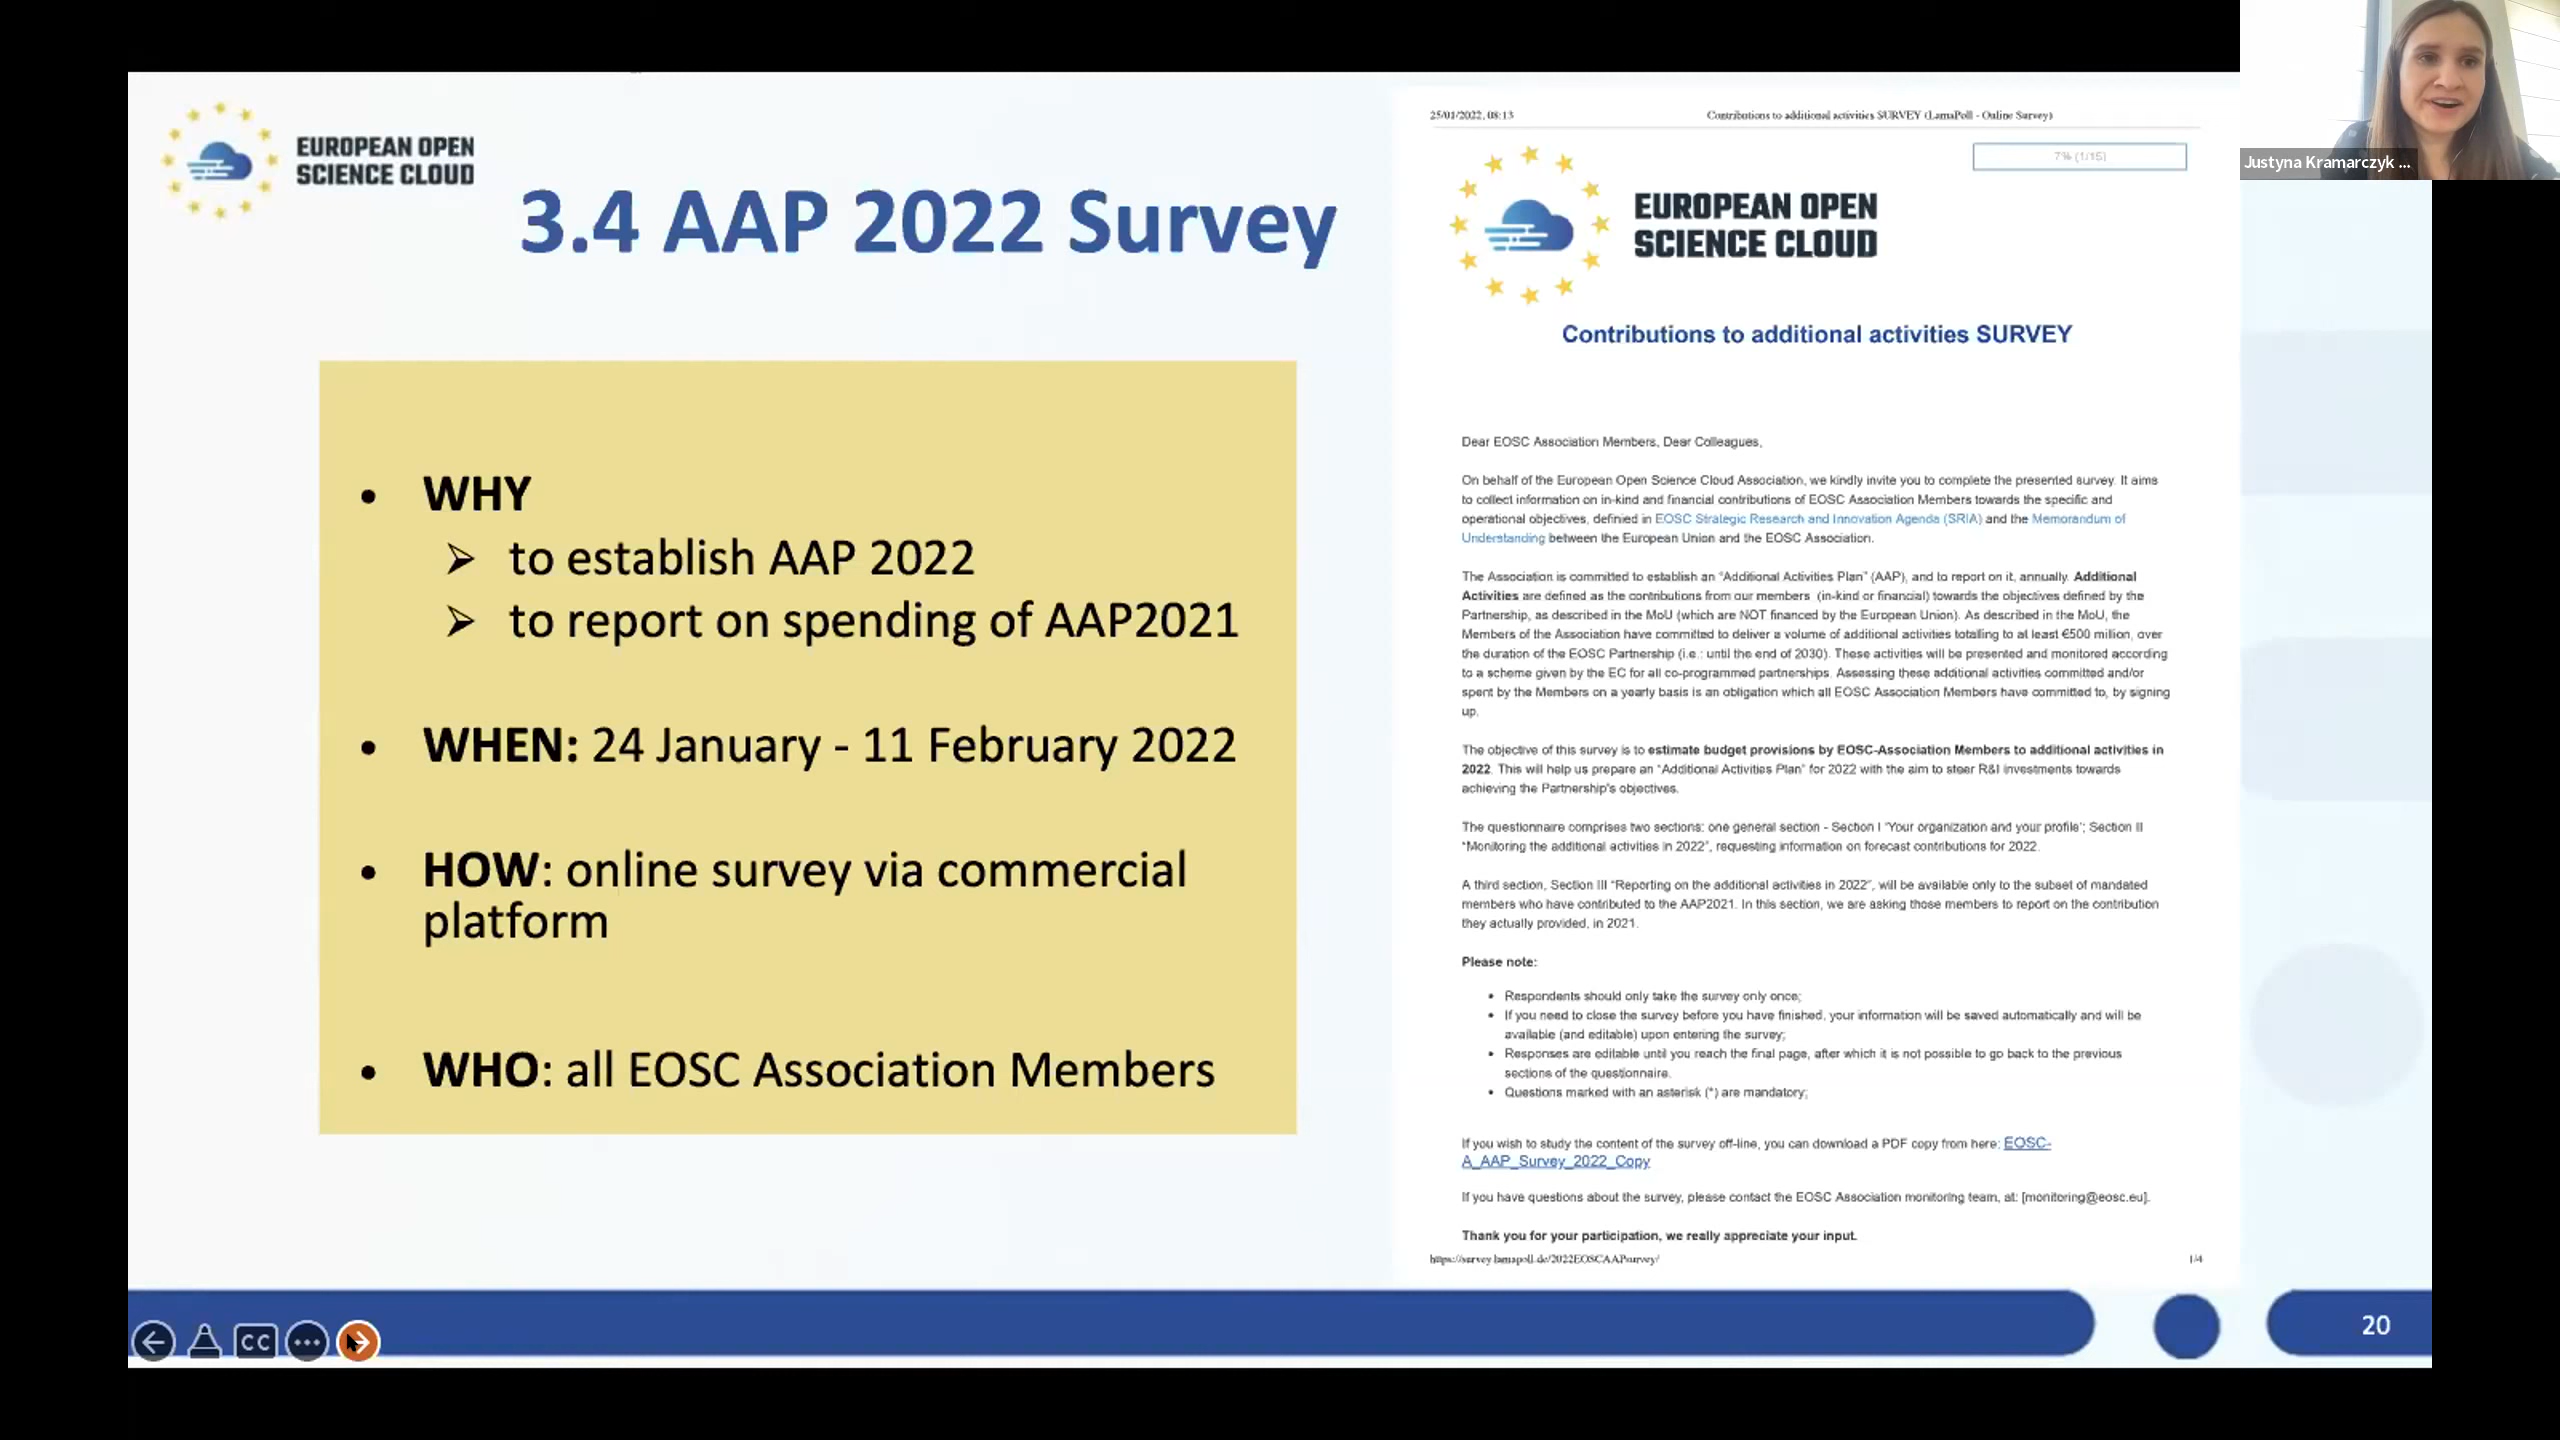 EUROPEAN OPEN
SCIENCE CLOUD
3.4 AAP 2022 Survey
WHY
to establish AAP 2022
to report on spending of AAP2021
WHEN: 24 January - 11 February 2022
HOW: online survey via commercial
platform
WHO: all EOSC Association Members
25/01/2022, 08:13
Contributions to additional activities SURVEY (LamaPoll - Online Survey)
7% (1/15)
EUROPEAN OPEN
SCIENCE CLOUD
Contributions to additional activities SURVEY
Dear EOSC Association Members, Dear Colleagues,
On behalf of the European Open Science Cloud Association, we kindly invite you to complete the presented survey. It aims
to collect information on in-kind and financial contributions of EOSC Association Members towards the specific and
operational objectives, definied in EOSC Strategic Research and Innovation Agenda (SRIA) and the Memorandum of
Understanding between the European Union and the EOSC Association.
The Association is committed to establish an "Additional Activities Plan" (AAP), and to report on it, annually. Additional
Activities are defined as the contributions from our members (in-kind or financial) towards the objectives defined by the
Partnership, as described in the MoU (which are NOT financed by the European Union). As described in the MoU, the
Members of the Association have committed to deliver a volume of additional activities totalling to at least €500 million, over
the duration of the EOSC Partnership (i.e.: until the end of 2030). These activities will be presented and monitored according
to a scheme given by the EC for all co-programmed partnerships. Assessing these additional activities committed and/or
spent by the Members on a yearly basis is an obligation which all EOSC Association Members have committed to, by signing
up.
The objective of this survey is to estimate budget provisions by EOSC-Association Members to additional activities in
2022. This will help us prepare an "Additional Activities Plan" for 2022 with the aim to steer R&I investments towards
achieving the Partnership's objectives.
The questionnaire comprises two sections: one general section - Section I 'Your organization and your profile'; Section II
"Monitoring the additional activities in 2022", requesting information on forecast contributions for 2022.
A third section, Section III "Reporting on the additional activities in 2022", will be available only to the subset of mandated
members who have contributed to the AAP2021. In this section, we are asking those members to report on the contribution
they actually provided, in 2021.
Please note:
Respondents should only take the survey only once;
If you need to close the survey before you have finished, your information will be saved automatically and will be
available (and editable) upon entering the survey;
Responses are editable until you reach the final page, after which it is not possible to go back to the previous
sections of the questionnaire.
Questions marked with an asterisk (*) are mandatory;
If you wish to study the content of the survey off-line, you can download a PDF copy from here: EOSC-
A_AAP_Survey_2022_Copy
If you have questions about the survey, please contact the EOSC Association monitoring team, at: [monitoring@eosc.eu].
Thank you for your participation, we really appreciate your input.
https://survey.lamapoll.de/2022EOSCAAPsurvey/
1/4
20
CC
Justyna Kramarczyk ...